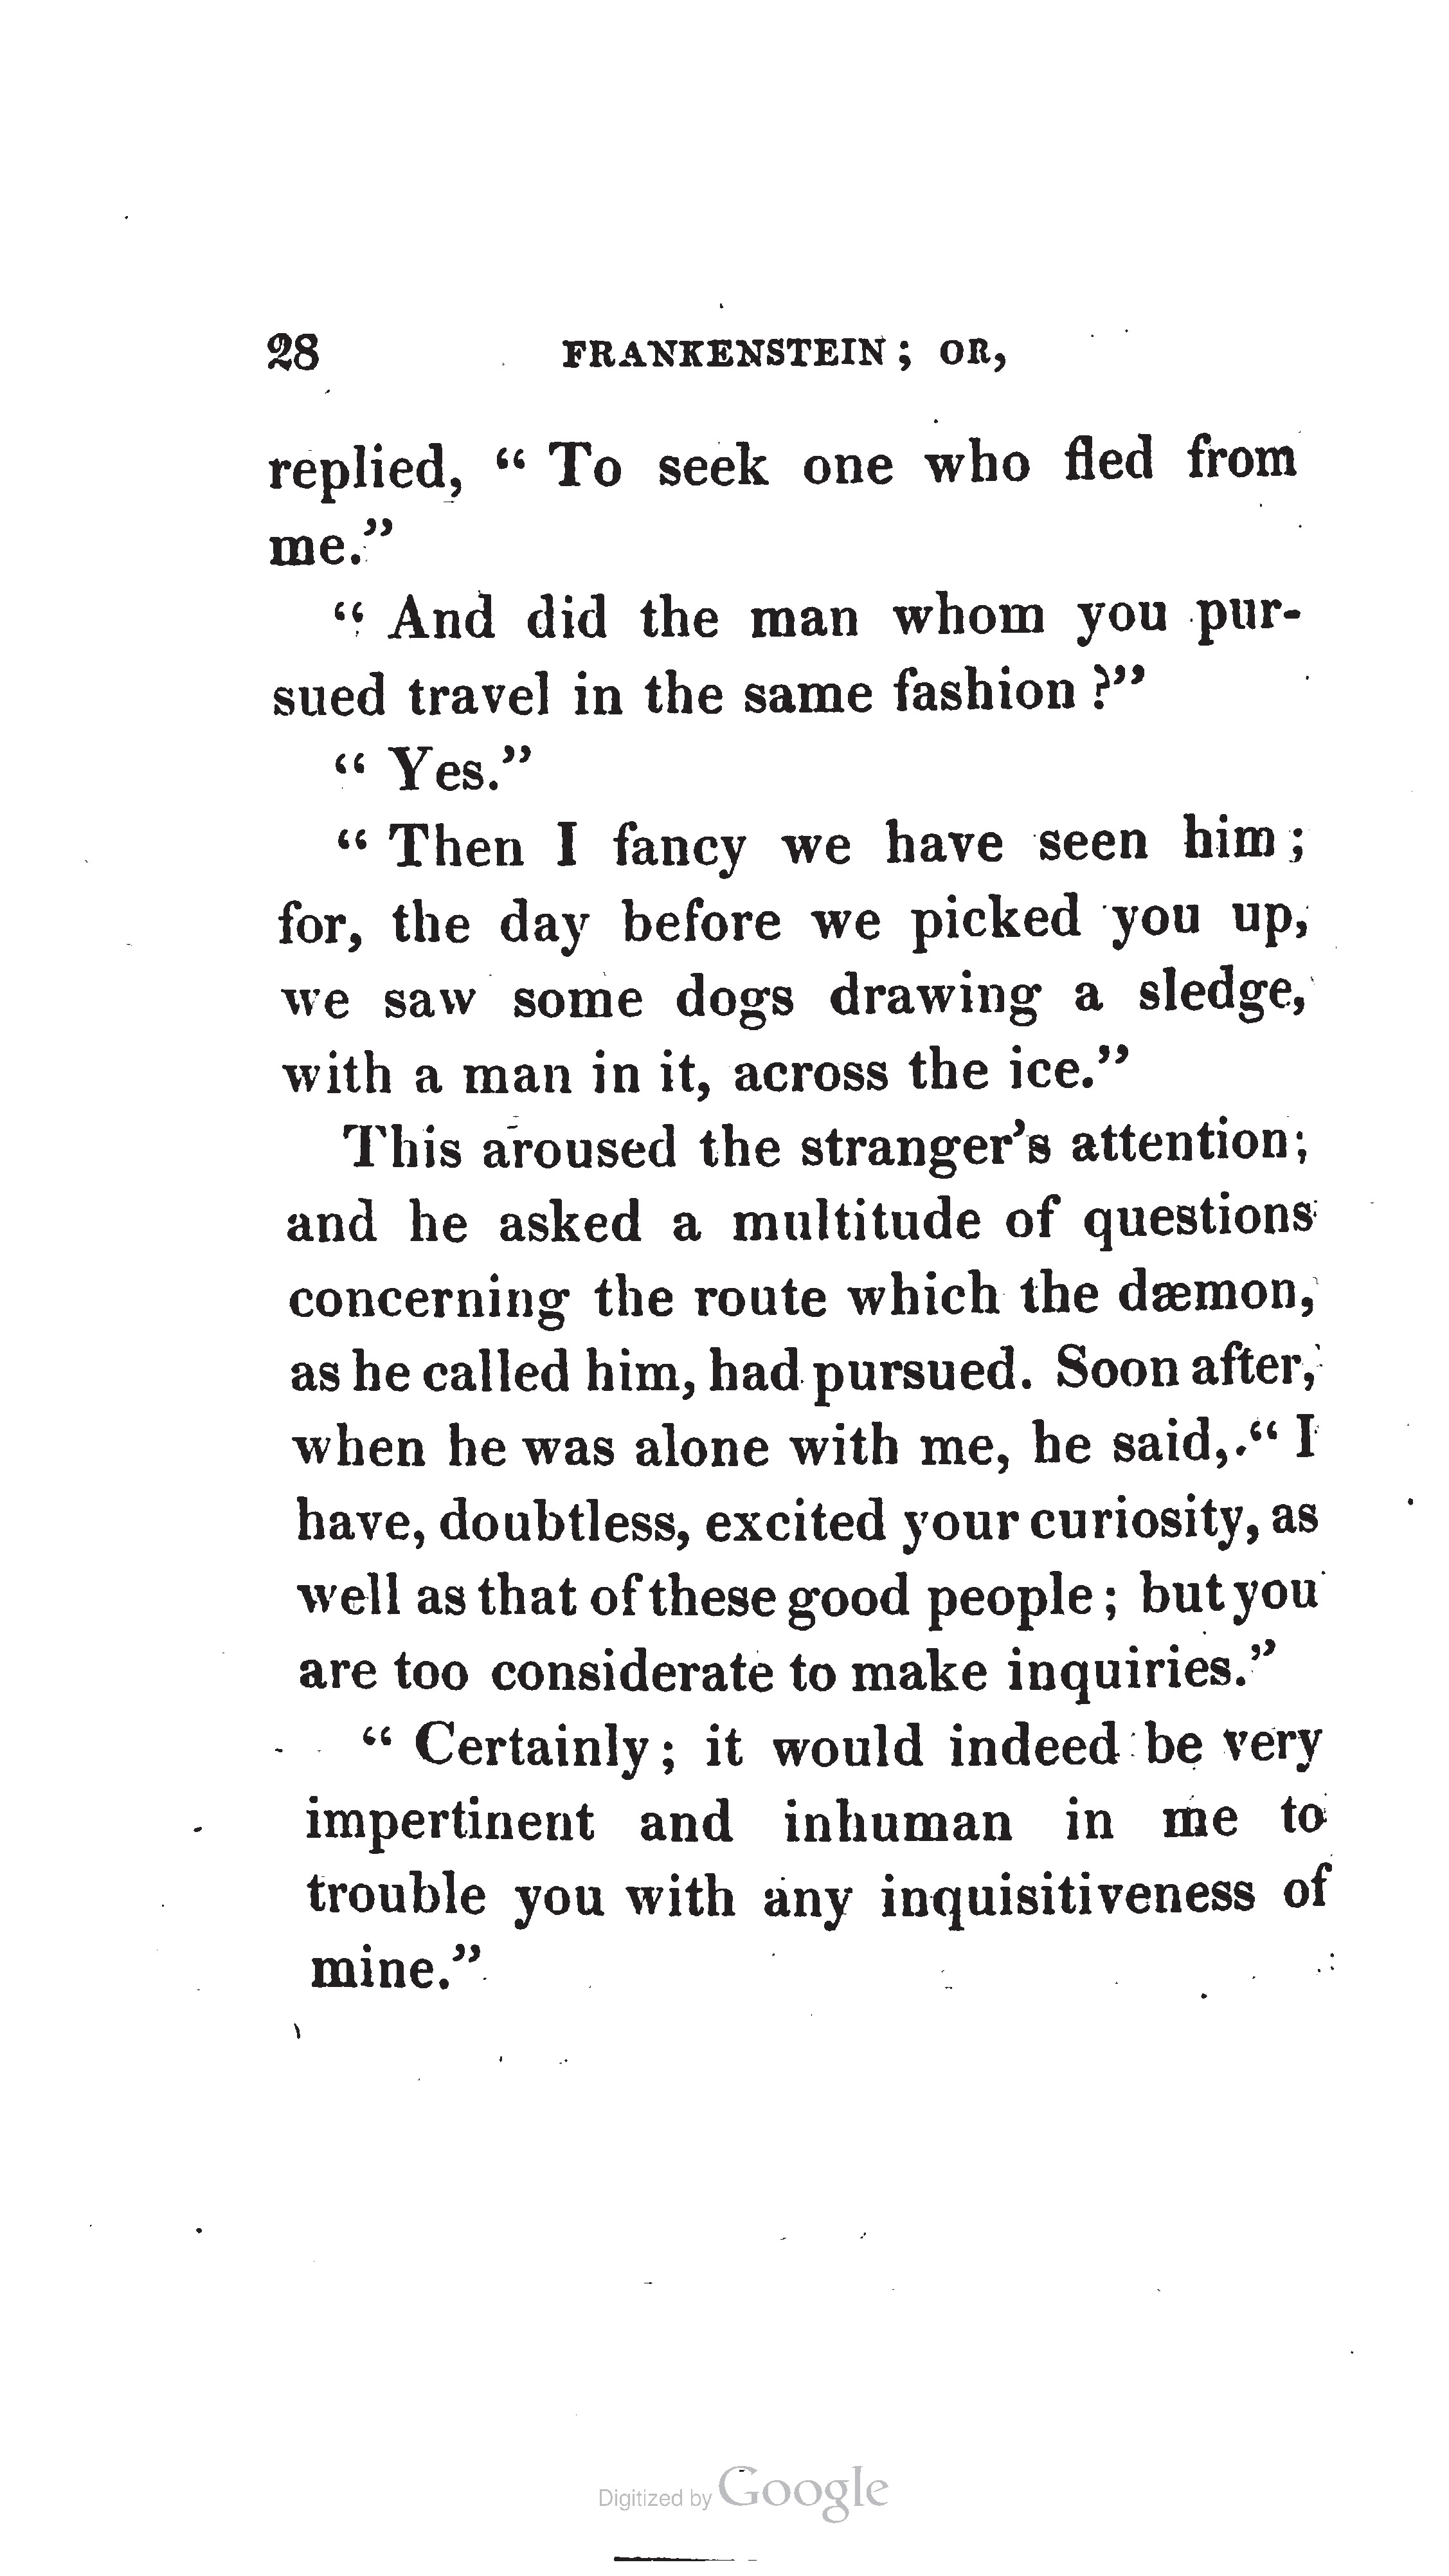 28 FRANKENSTEIN; OR,
replied, “ To seek one who fled from
me.”
“ And did the man whom you pur-
sued travel in the same fashion ?”
“ Yes.”
“ Then I fancy we have seen him ;
for, the day before we picked you up,
we saw some dogs drawing a sledge,
with a man in it, across the ice.”
This aroused the stranger’s attention;
and he asked a multitude of questions
concerning the route which the dæmon,
as he called him, had pursued. Soon after,
when he was alone with me, he said, “ I
have, doubtless, excited your curiosity, as
well as that of these good people ; but you
are too considerate to make inquiries.”
“ Certainly ; it would indeed be very
impertinent and inhuman in me to
trouble you with any inquisitiveness of
mine.”
Digitized by Google